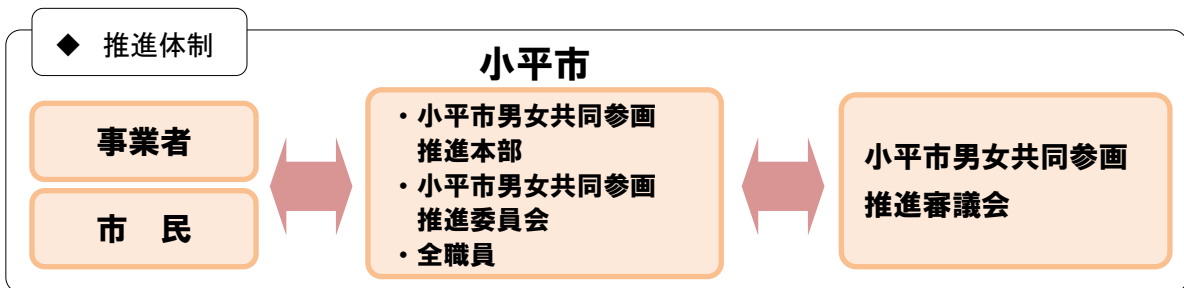 ◆ 推進体制
小平市
事業者
市 民
・小平市男女共同参画
推進本部
・小平市男女共同参画
推進委員会
・全職員
小平市男女共同参画
推進審議会